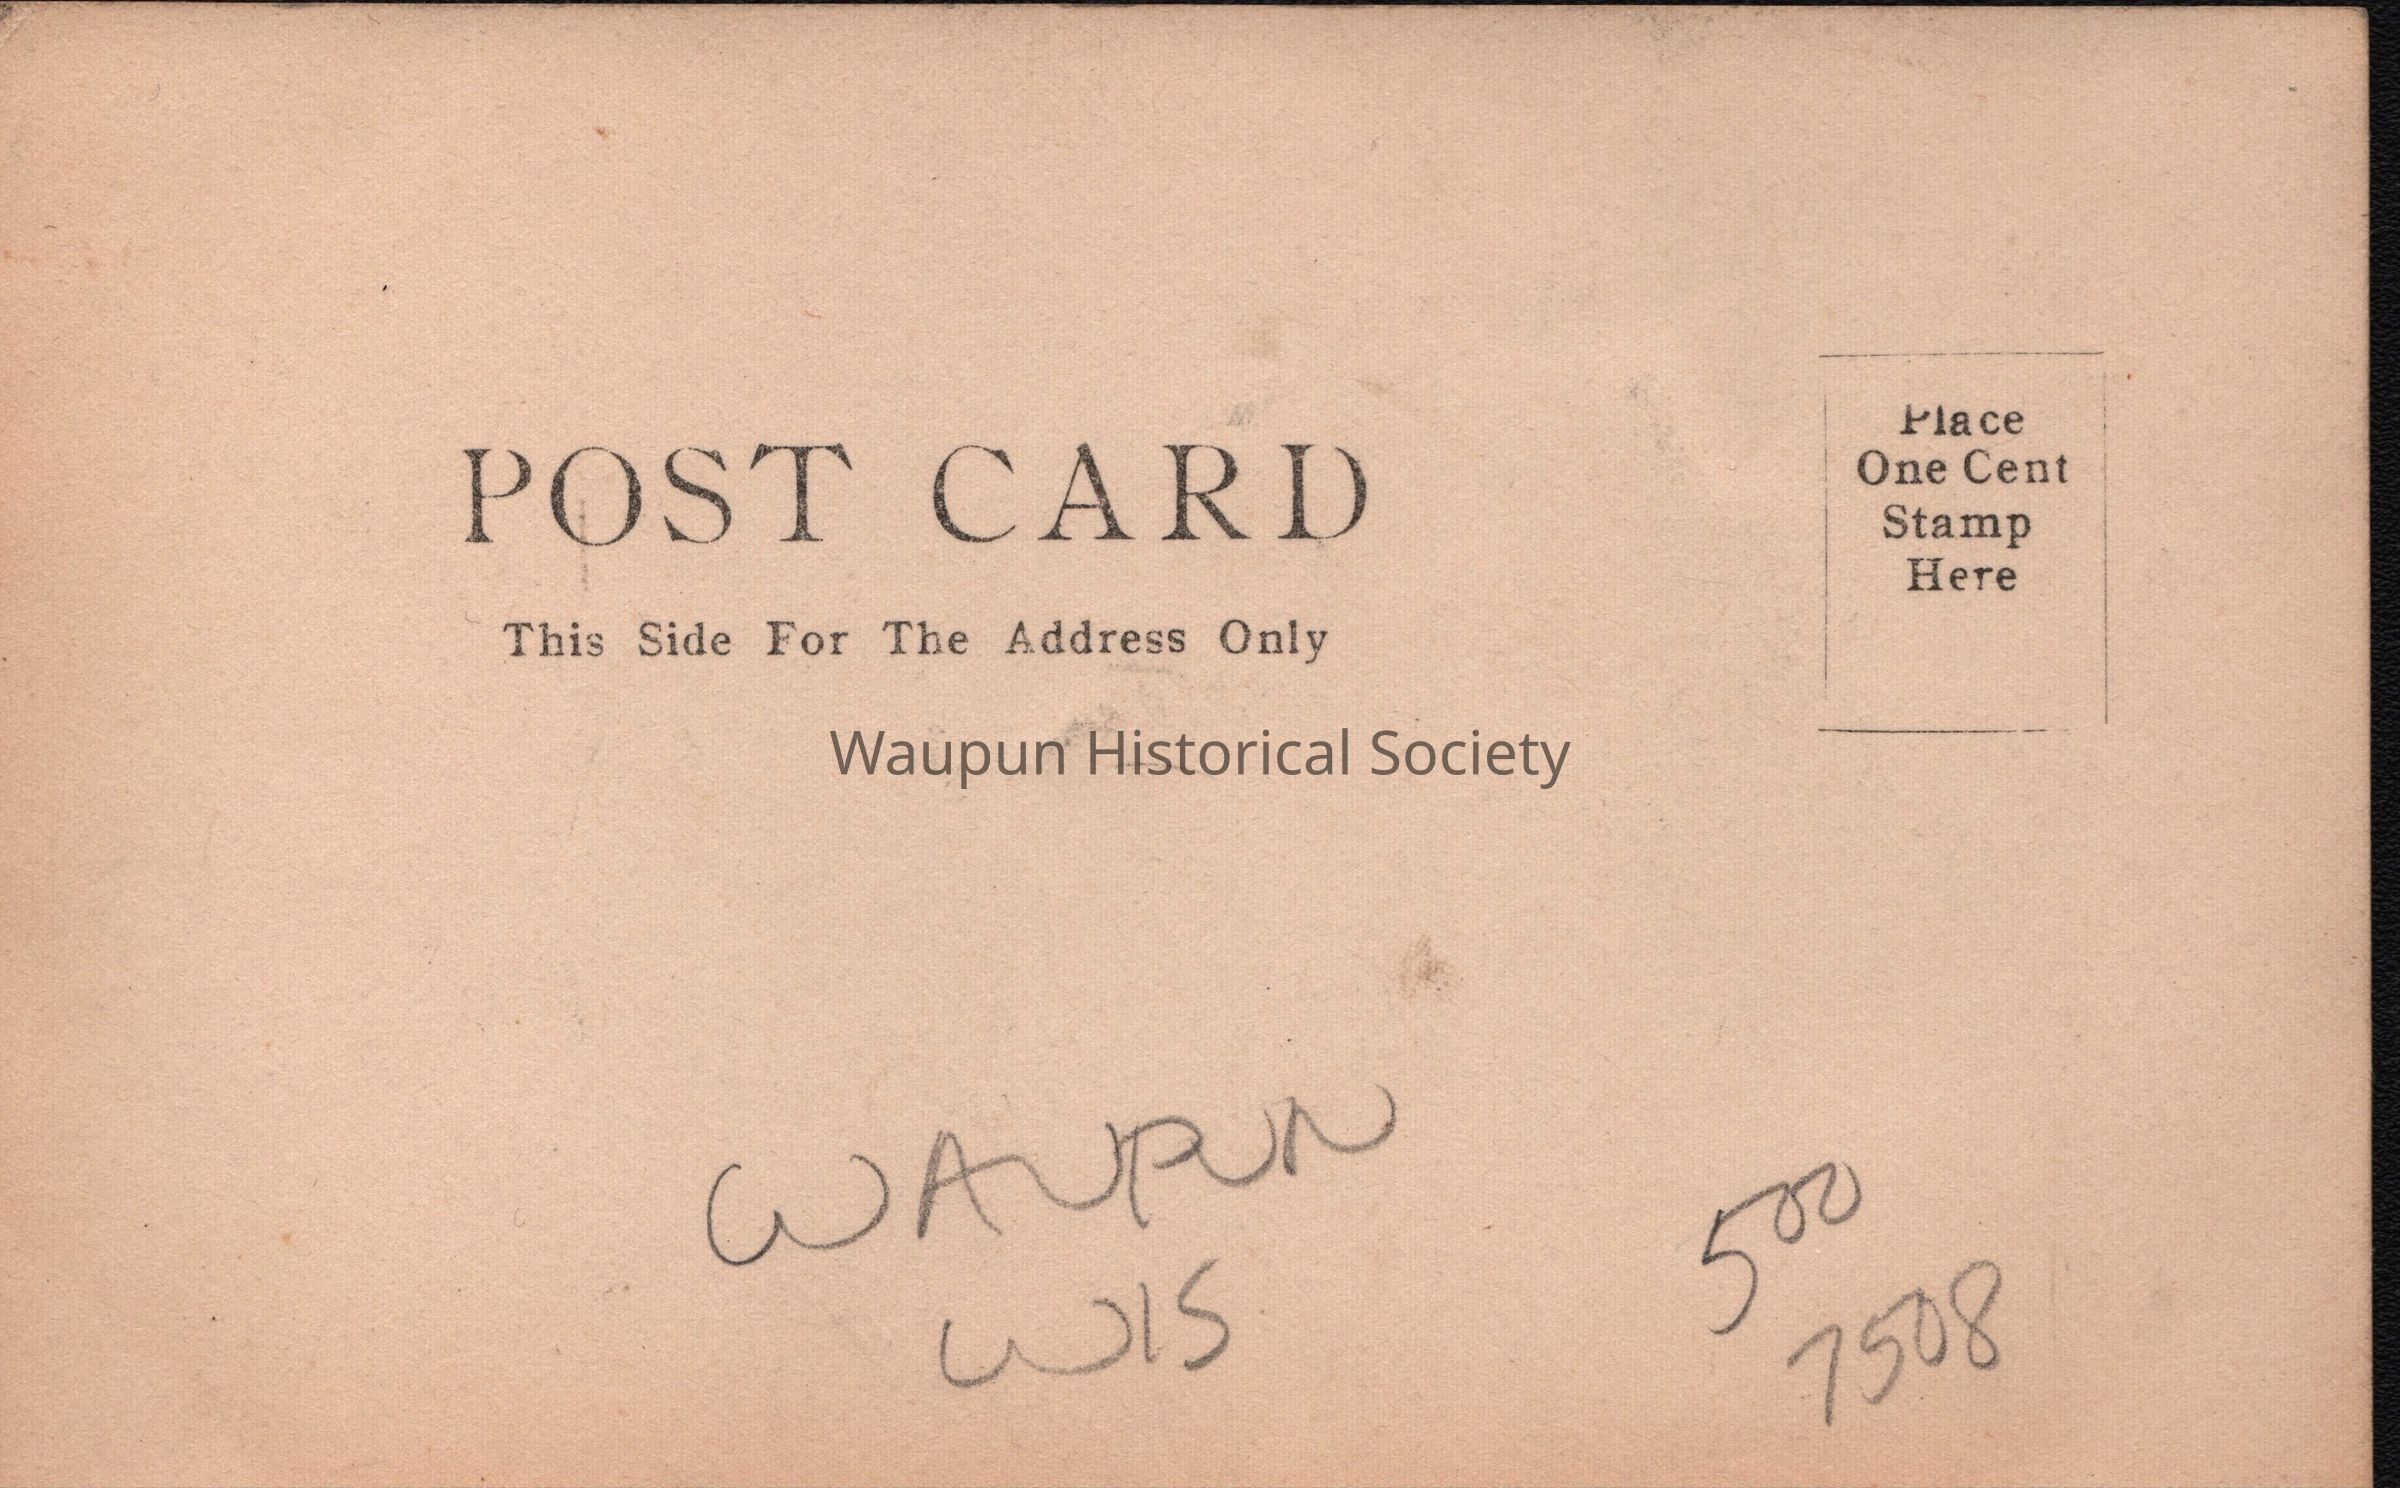 POST CARD
This Side For The Address Only
Place
One Cent
Stamp
Here
Waupun Historical Society
WAUPUN
WIS
500
7508